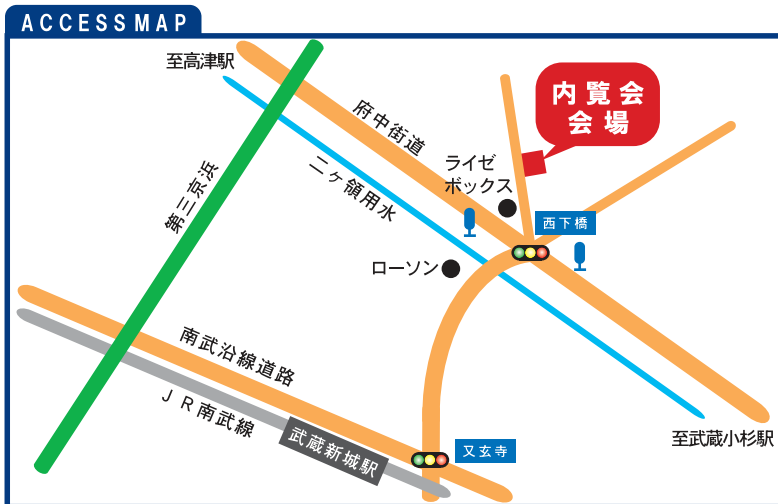 ACCESS MAP
至高津駅
内覧会
会場
府中街道
ライゼ
ボックス
二ヶ領用水
第三京浜
西下橋
ローソン
南武沿線道路
JR南武線
武蔵新城駅
又玄寺
至武蔵小杉駅